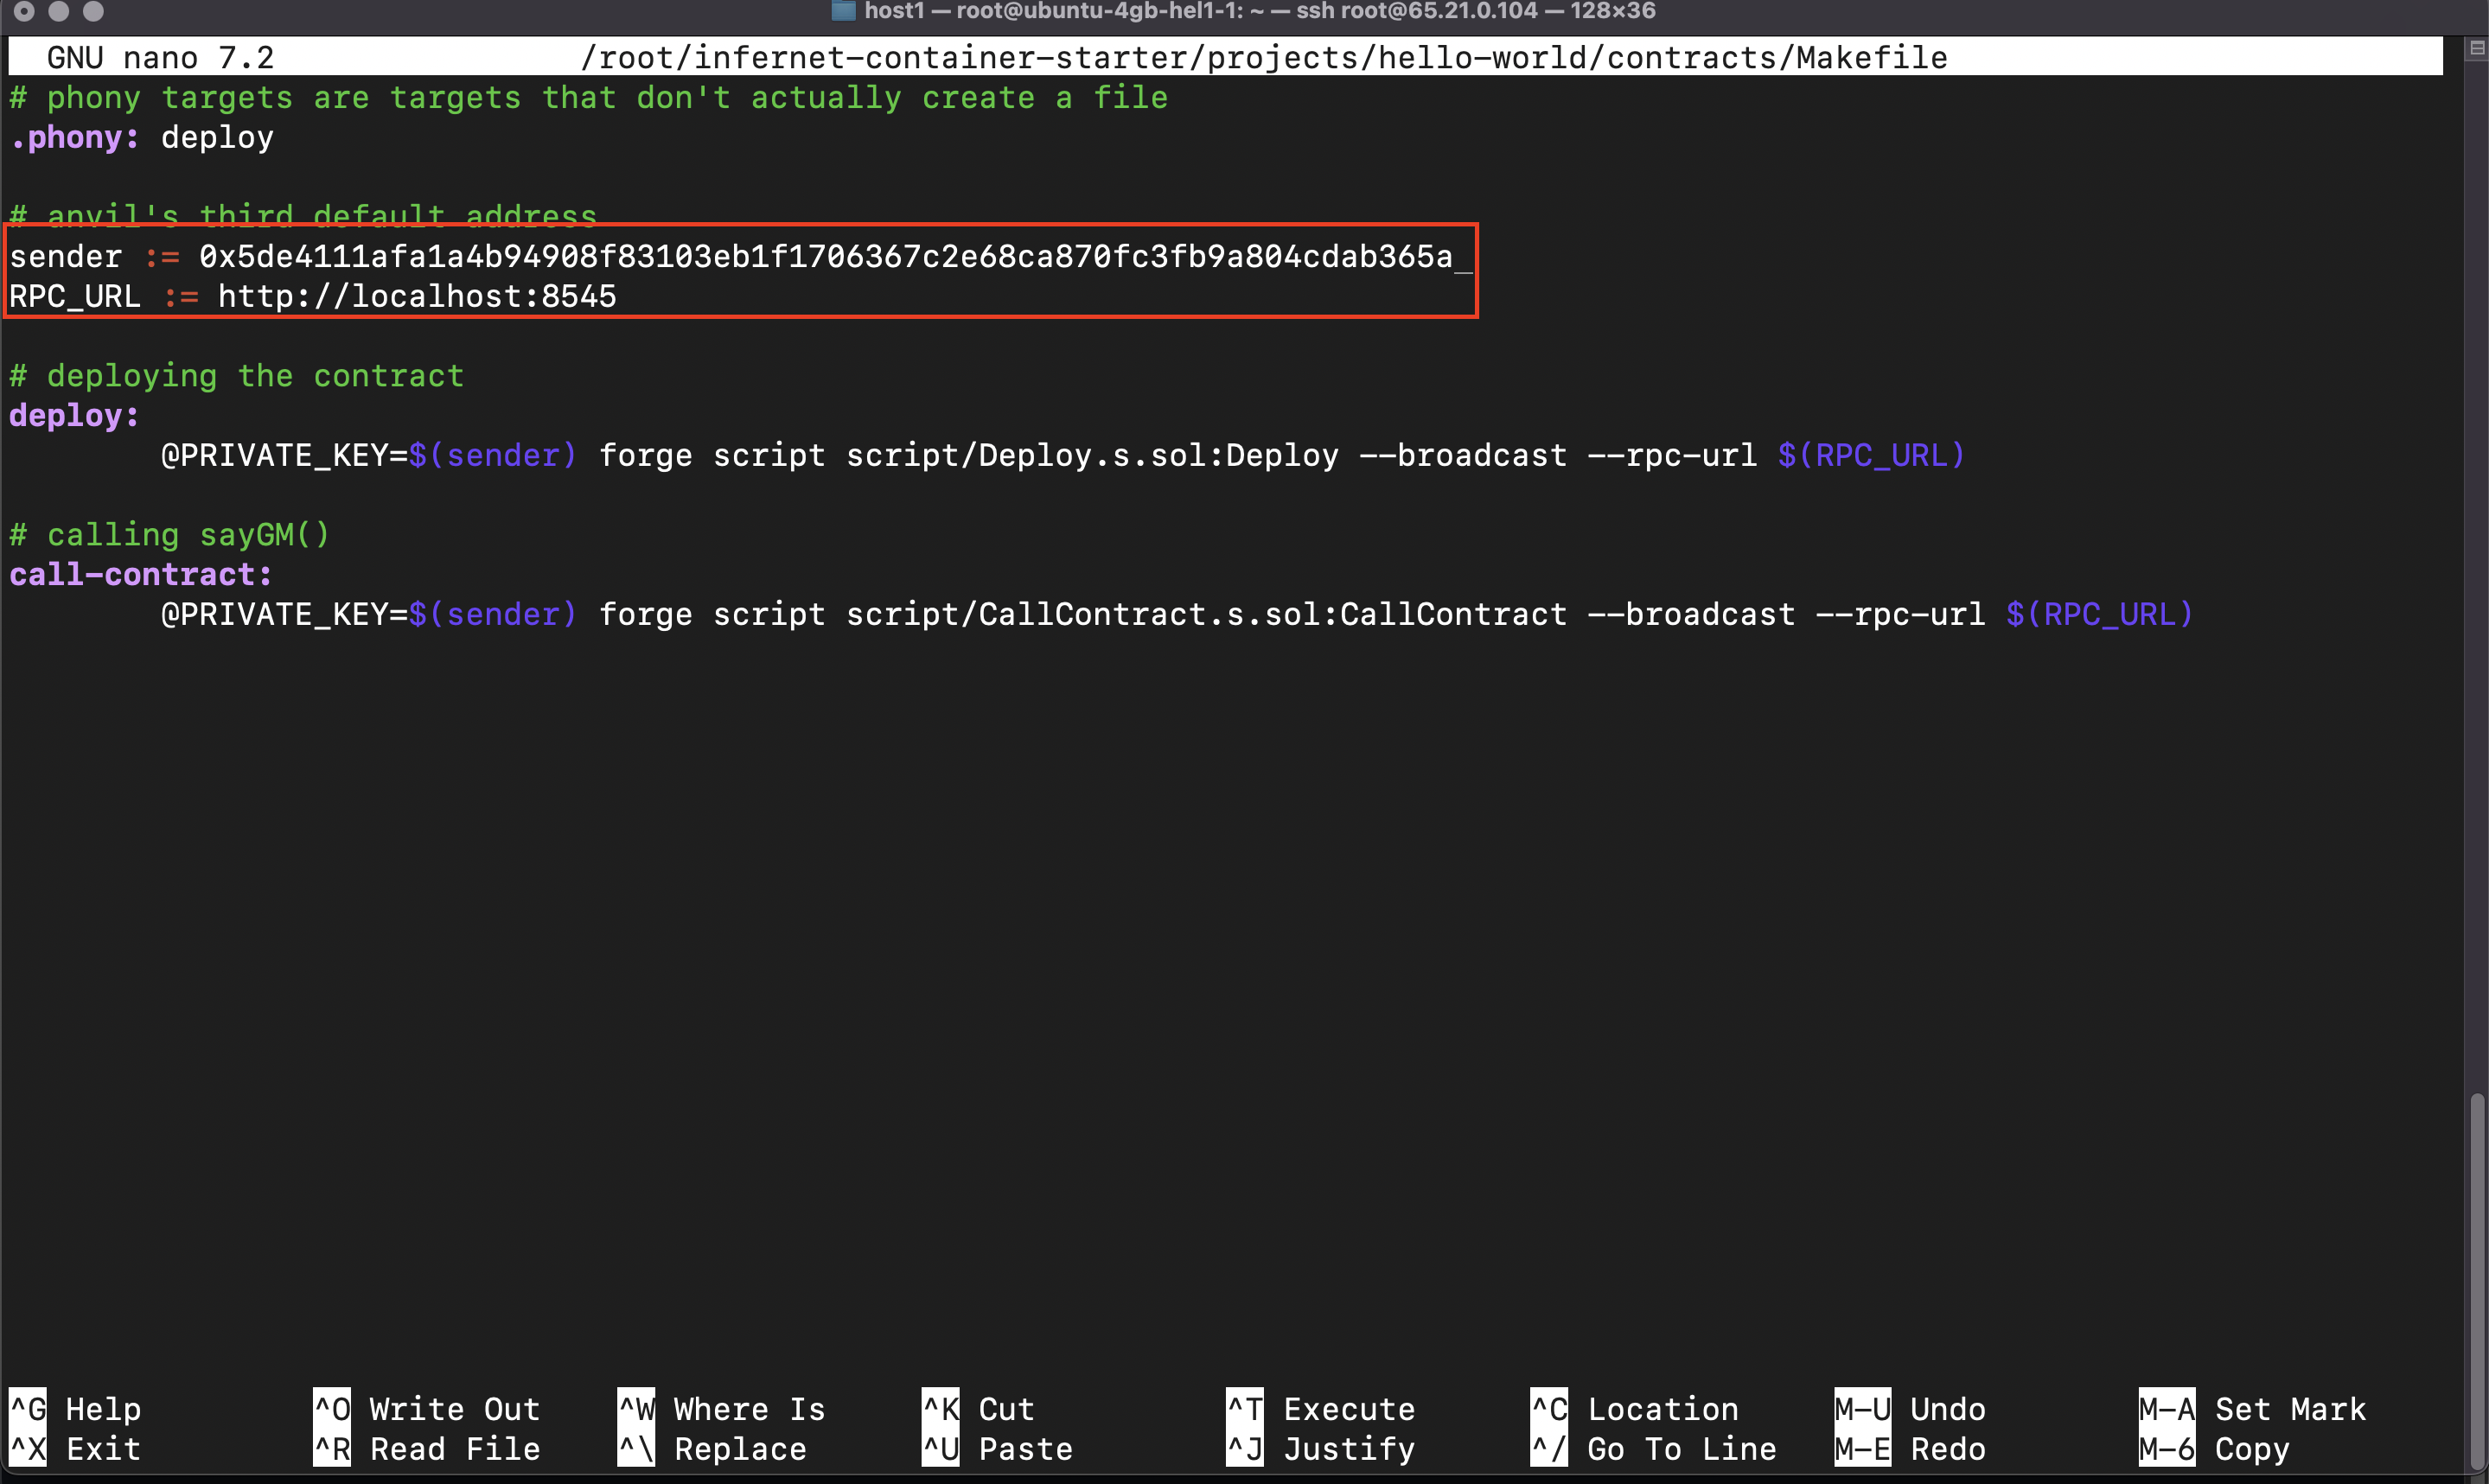 host1 — root@ubuntu-4gb-hel1-1: ~ — ssh root@65.21.0.104 — 128×36
GNU nano 7.2 /root/infernet-container-starter/projects/hello-world/contracts/Makefile
# phony targets are targets that don't actually create a file
.phony: deploy
# anvil's third default address
sender := 0x5de4111afa1a4b94908f83103eb1f1706367c2e68ca870fc3fb9a804cdab365a_
RPC_URL := http://localhost:8545
# deploying the contract
deploy:
@PRIVATE_KEY=$(sender) forge script script/Deploy.s.sol:Deploy --broadcast --rpc-url $(RPC_URL)
# calling sayGM()
call-contract:
@PRIVATE_KEY=$(sender) forge script script/CallContract.s.sol:CallContract --broadcast --rpc-url $(RPC_URL)
^G Help ^O Write Out ^W Where Is ^K Cut ^T Execute ^C Location M-U Undo M-A Set Mark
^X Exit ^R Read File ^\ Replace ^U Paste ^J Justify ^/ Go To Line M-E Redo M-6 Copy